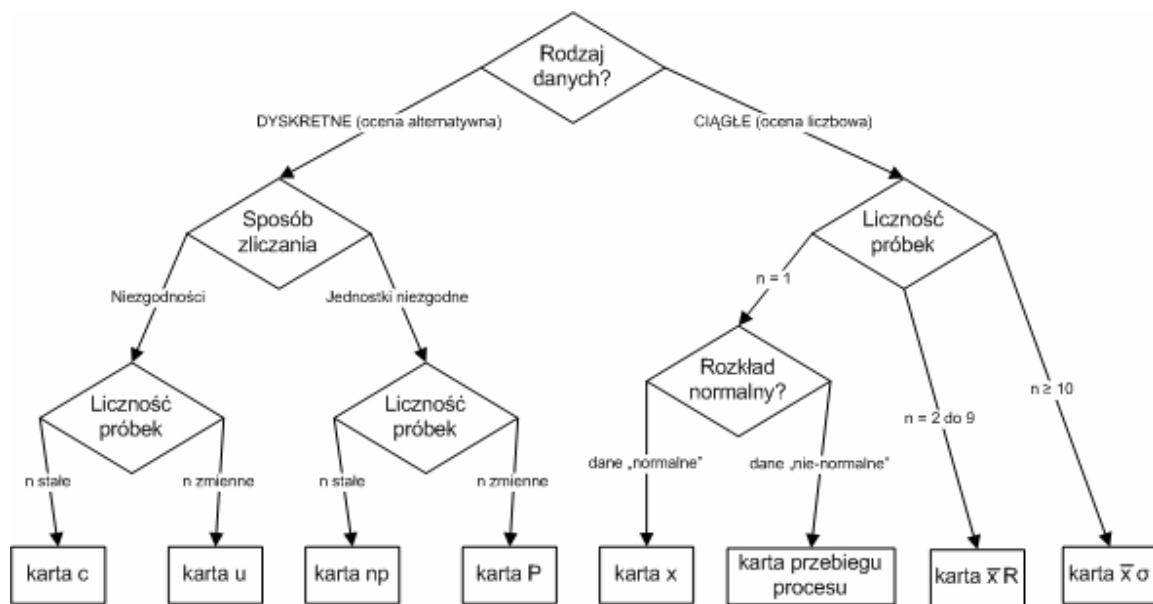 Rodzaj
danych?
DYSKRETNE (ocena alternatywna)
CIĄGŁE (ocena liczbowa)
Sposób
zliczania
Liczność
próbek
Niezgodności
Jednostki niezgodne
n = 1
Rozkład
normalny?
Liczność
próbek
Liczność
próbek
n = 2 do 9
n ≥ 10
dane „normalne”
dane „nie-normalne”
n stałe
n zmienne
n stałe
n zmienne
karta c
karta u
karta np
karta P
karta x
karta przebiegu
procesu
karta x̅ R
karta x̅ σ